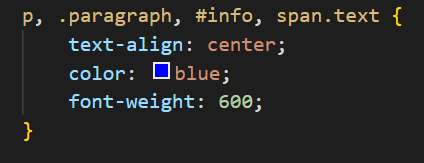 p, .paragraph, #info, span.text {
text-align: center;
color: blue;
font-weight: 600;
}